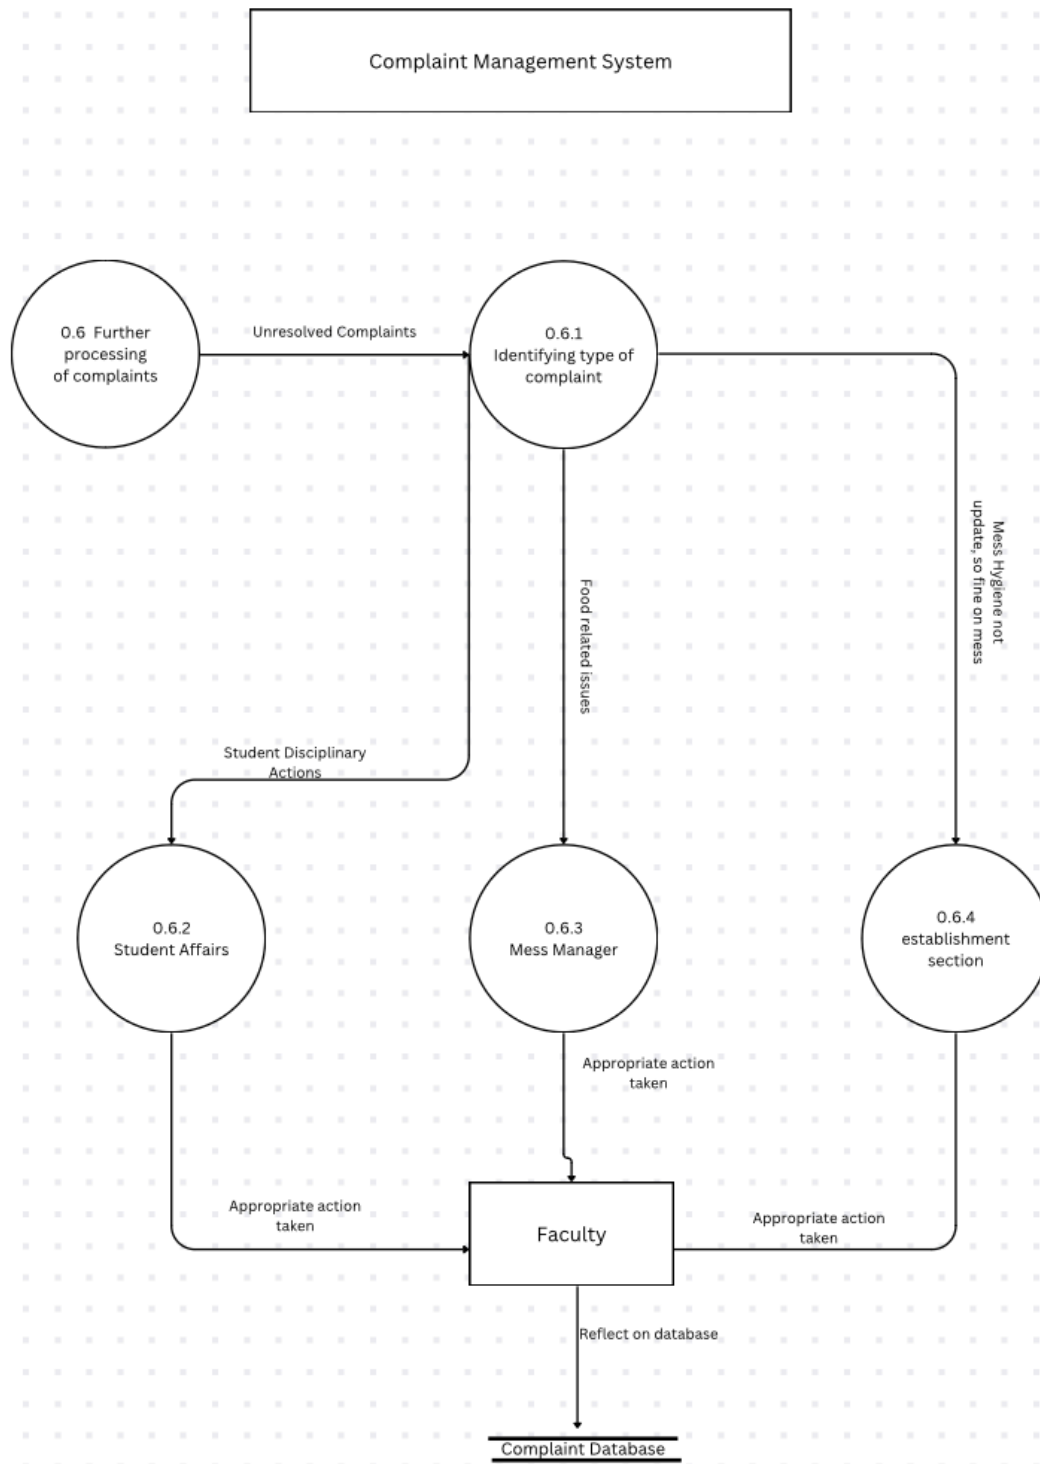 Complaint Management System
0.6  Further
processing
of complaints
Unresolved Complaints
0.6.1
Identifying type of
complaint
Mess Hygiene not
update, so fine on mess
Food related issues
Student Disciplinary
Actions
0.6.2
Student Affairs
0.6.3
Mess Manager
0.6.4
establishment
section
Appropriate action
taken
Appropriate action
taken
Faculty
Appropriate action
taken
Reflect on database
Complaint Database